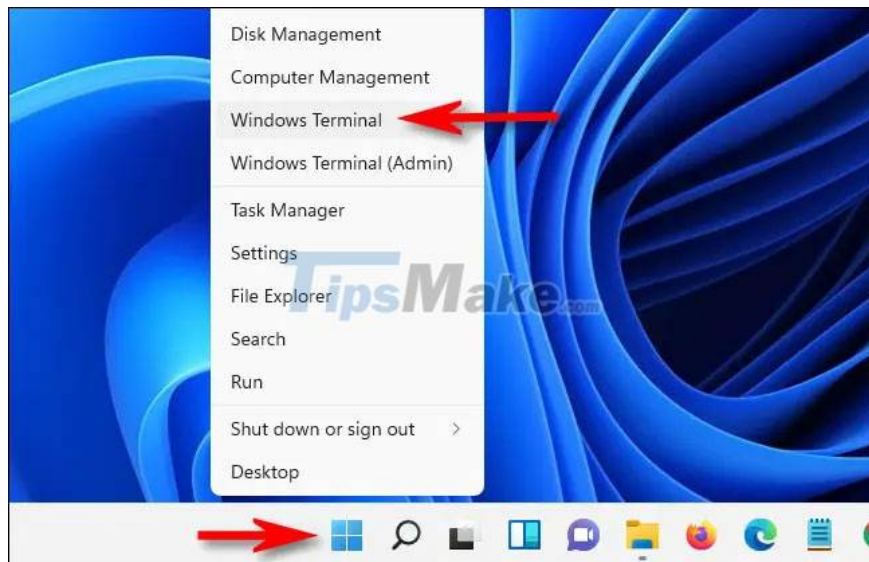 Disk Management
Computer Management
Windows Terminal
Windows Terminal (Admin)
Task Manager
Settings
TipsMake.com
File Explorer
Search
Run
Shut down or sign out
Desktop